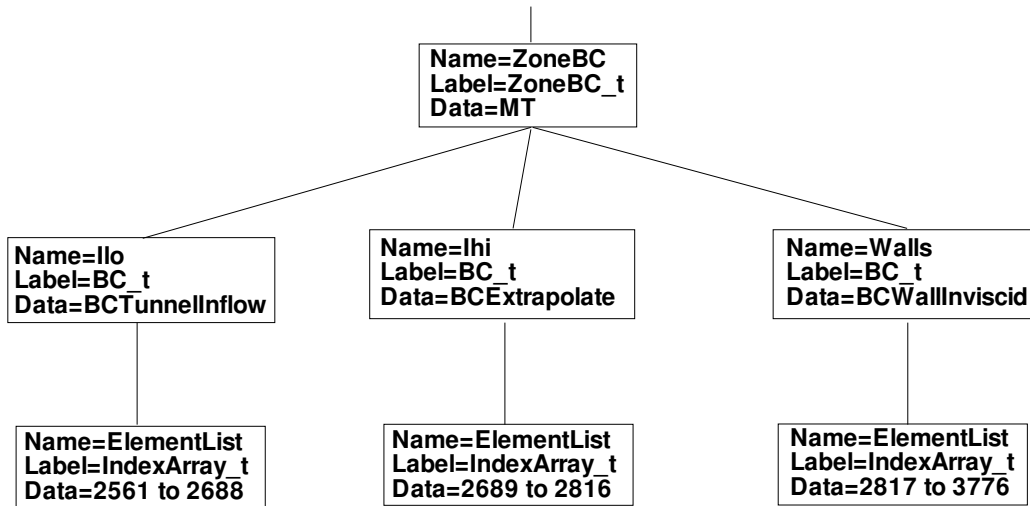 Name=ZoneBC
Label=ZoneBC_t
Data=MT
Name=Ilo
Label=BC_t
Data=BCTunnelInflow
Name=Ihi
Label=BC_t
Data=BCExtrapolate
Name=Walls
Label=BC_t
Data=BCWallInviscid
Name=ElementList
Label=IndexArray_t
Data=2561 to 2688
Name=ElementList
Label=IndexArray_t
Data=2689 to 2816
Name=ElementList
Label=IndexArray_t
Data=2817 to 3776